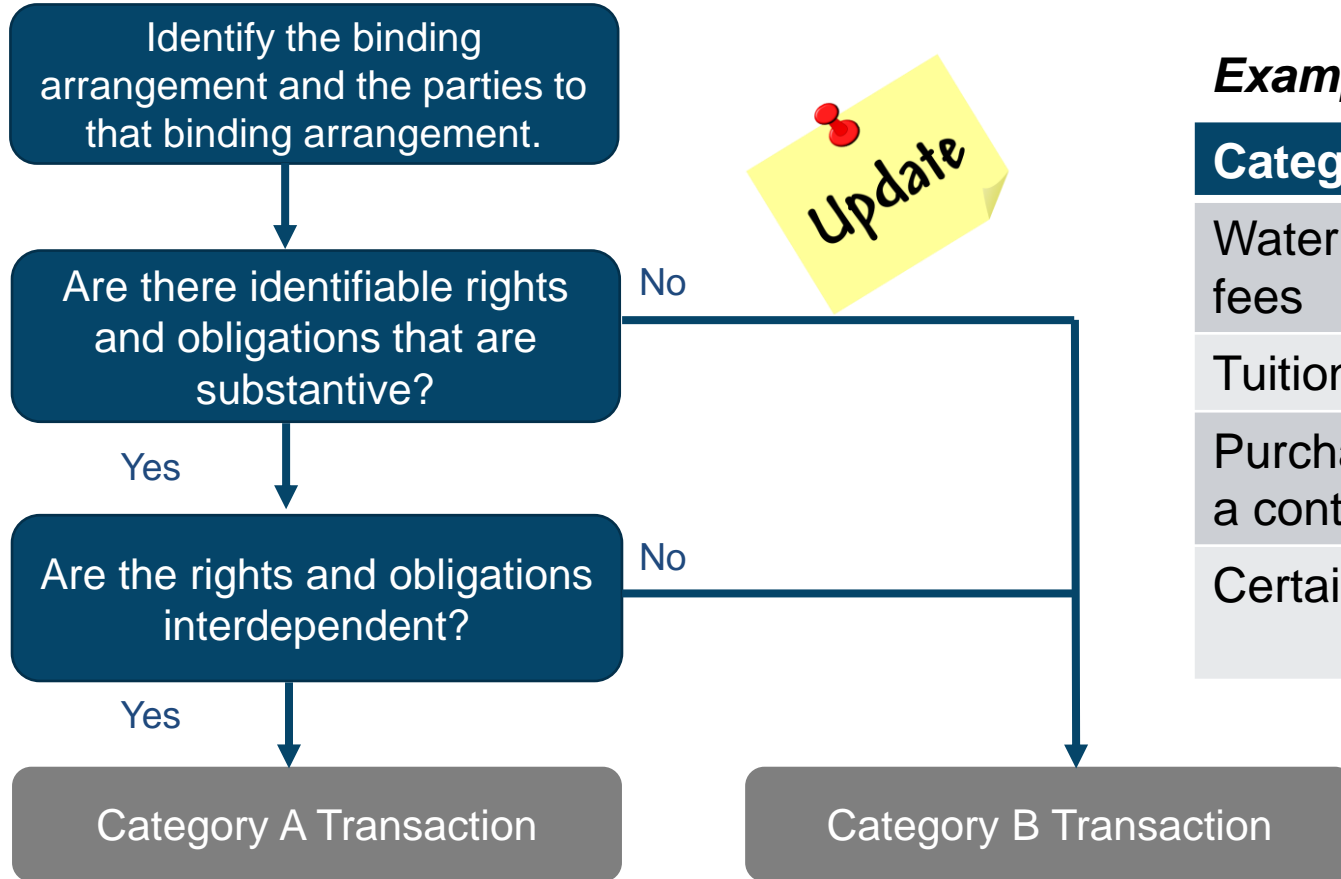 Identify the binding
arrangement and the parties to
that binding arrangement.
Update
Are there identifiable rights
and obligations that are
substantive?
No
Yes
Are the rights and obligations
interdependent?
No
Yes
Category A Transaction
Category B Transaction
Exam
Categ
Water
fees
Tuition
Purcha
a cont
Certai